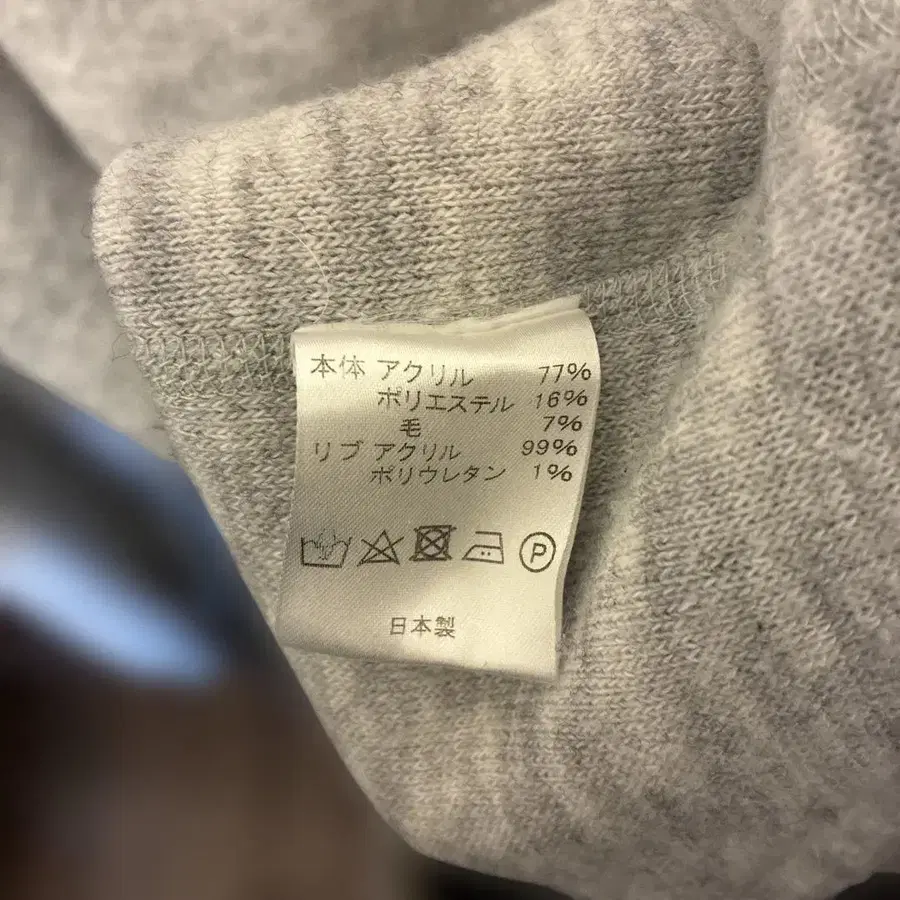 本体 アクリル 77%
ポリエステル 16%
毛 7%
リブ アクリル 99%
ポリウレタン 1%
P
日本製